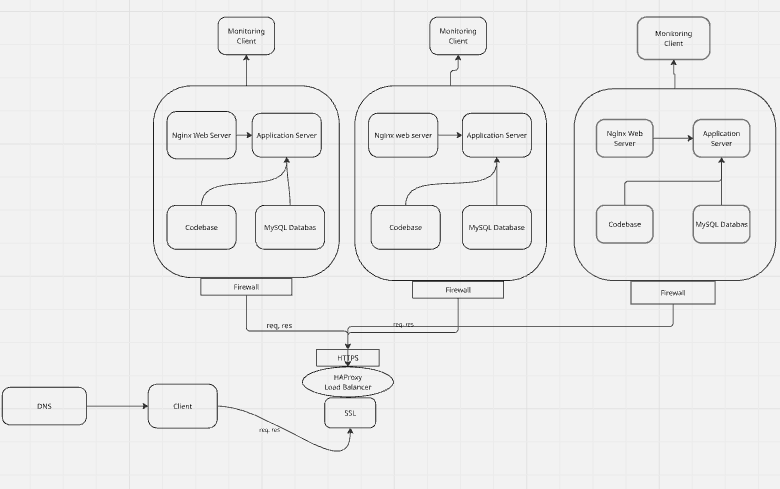 Monitoring
Client
Monitoring
Client
Monitoring
Client
Nginx Web Server
Application Server
Codebase
MySQL Databas
Firewall
Nginx web server
Application Server
Codebase
MySQL Database
Firewall
Nginx Web
Server
Application
Server
Codebase
MySQL Databas
Firewall
req, res
req, res
HTTPS
HAProxy
Load Balancer
SSL
DNS
Client
req, res